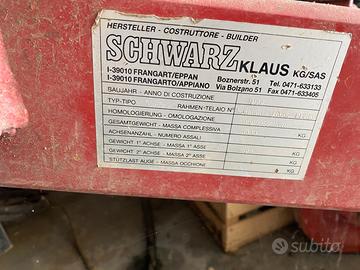 HERSTELLER - COSTRUTTORE - BUILDER
SCHWARZ KLAUS KG/SAS
I-39010 FRANGART/EPPAN Boznerstr. 51 Tel. 0471-633133
I-39010 FRANGARTO/APPIANO Via Bolzano 51 Fax 0471-633405
BAUJAHR - ANNO DI COSTRUZIONE
TYP-TIPO RAHMEN-TELAIO N°
HOMOLOGIERUNG - OMOLOGAZIONE
GESAMTGEWICHT - MASSA COMPLESSIVA KG
ACHSENANZAHL - NUMERO ASSALI
GEWICHT 1° ACHSE - MASSA 1° ASSE KG
GEWICHT 2° ACHSE - MASSA 2° ASSE KG
STÜTZLAST AUGE - MASSA OCCHIONE KG
subito